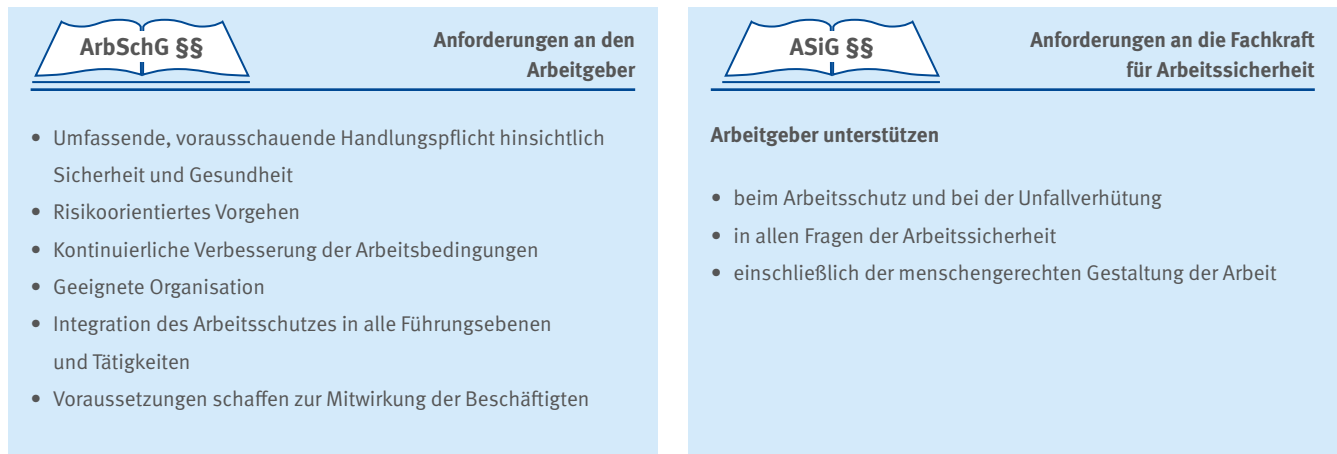 ArbSchG §§
Anforderungen an den
Arbeitgeber
• Umfassende, vorausschauende Handlungspflicht hinsichtlich
Sicherheit und Gesundheit
• Risikoorientiertes Vorgehen
• Kontinuierliche Verbesserung der Arbeitsbedingungen
• Geeignete Organisation
• Integration des Arbeitsschutzes in alle Führungsebenen
und Tätigkeiten
• Voraussetzungen schaffen zur Mitwirkung der Beschäftigten
ASiG §§
Anforderungen an die Fachkraft
für Arbeitssicherheit
Arbeitgeber unterstützen
• beim Arbeitsschutz und bei der Unfallverhütung
• in allen Fragen der Arbeitssicherheit
• einschließlich der menschengerechten Gestaltung der Arbeit